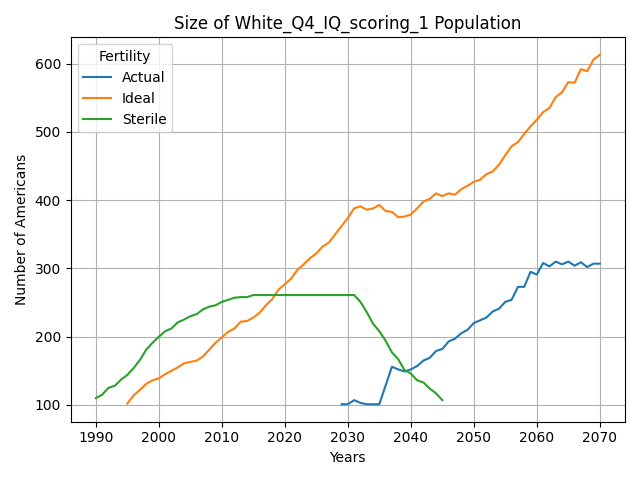 Size of White_Q4_IQ_scoring_1 Population
Fertility
Actual
Ideal
Sterile
Number of Americans
600
500
400
300
200
100
1990 2000 2010 2020 2030 2040 2050 2060 2070
Years